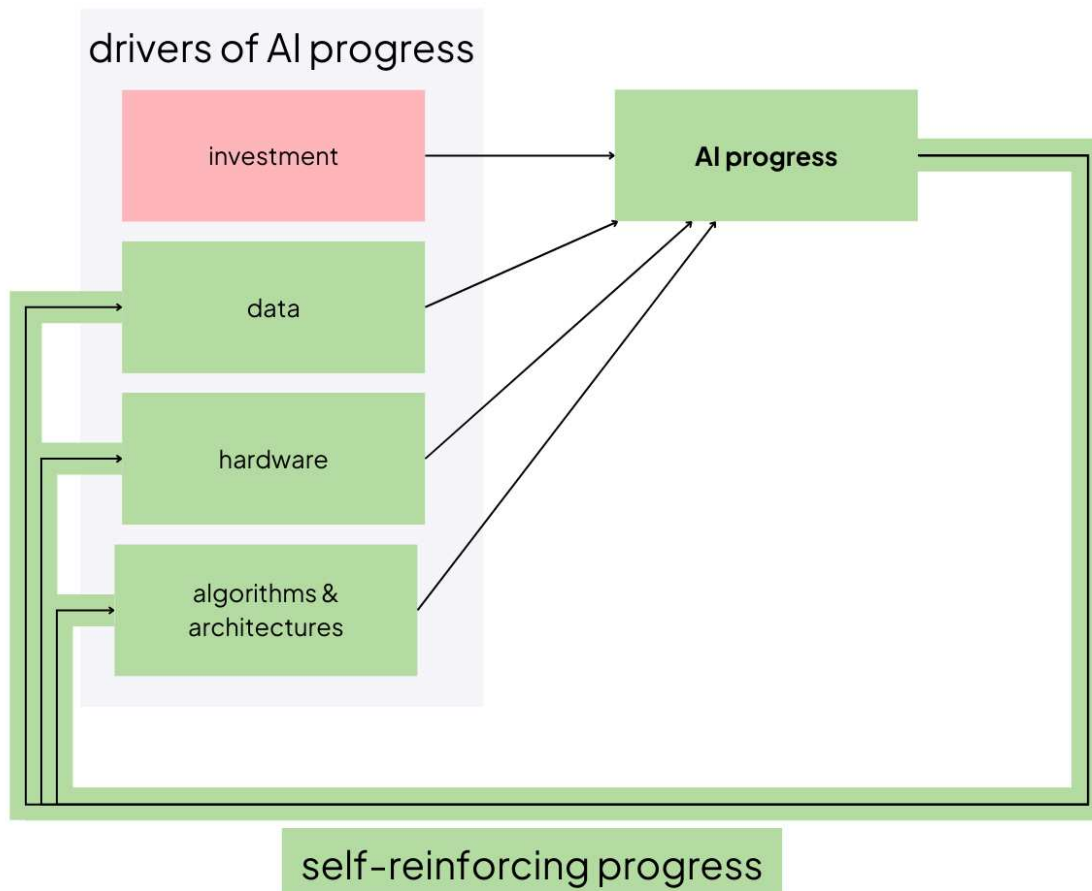 drivers of AI progress
investment
AI progress
data
hardware
algorithms &
architectures
self-reinforcing progress